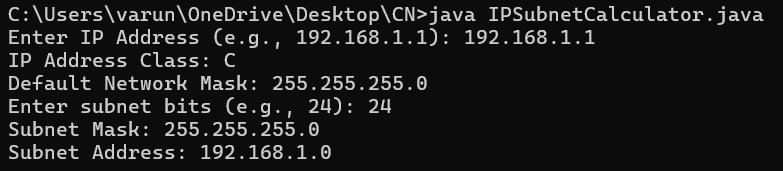 C:\Users\varun\OneDrive\Desktop\CN>java IPSubnetCalculator.java
Enter IP Address (e.g., 192.168.1.1): 192.168.1.1
IP Address Class: C
Default Network Mask: 255.255.255.0
Enter subnet bits (e.g., 24): 24
Subnet Mask: 255.255.255.0
Subnet Address: 192.168.1.0